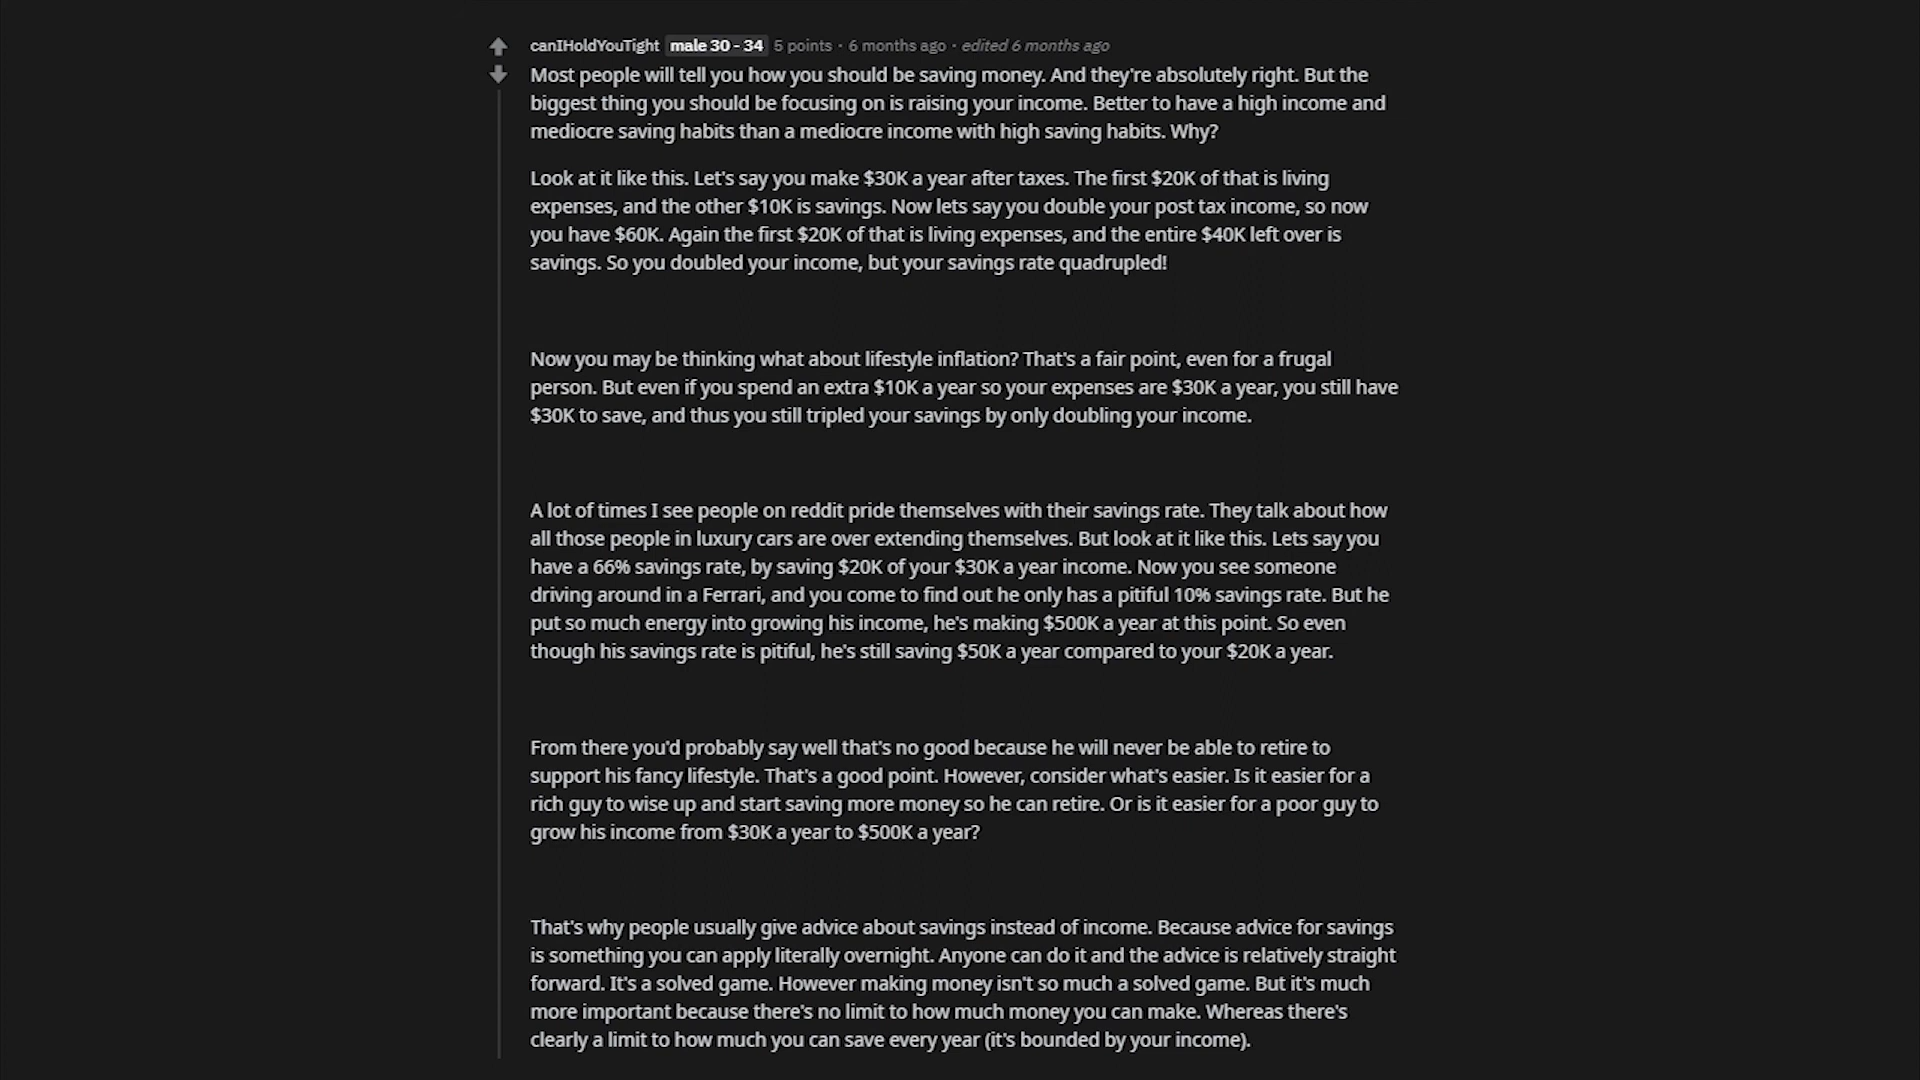 canIHoldYouTight male 30 - 34 5 points · 6 months ago · edited 6 months ago
Most people will tell you how you should be saving money. And they're absolutely right. But the
biggest thing you should be focusing on is raising your income. Better to have a high income and
mediocre saving habits than a mediocre income with high saving habits. Why?
Look at it like this. Let's say you make $30K a year after taxes. The first $20K of that is living
expenses, and the other $10K is savings. Now lets say you double your post tax income, so now
you have $60K. Again the first $20K of that is living expenses, and the entire $40K left over is
savings. So you doubled your income, but your savings rate quadrupled!
Now you may be thinking what about lifestyle inflation? That's a fair point, even for a frugal
person. But even if you spend an extra $10K a year so your expenses are $30K a year, you still have
$30K to save, and thus you still tripled your savings by only doubling your income.
A lot of times I see people on reddit pride themselves with their savings rate. They talk about how
all those people in luxury cars are over extending themselves. But look at it like this. Lets say you
have a 66% savings rate, by saving $20K of your $30K a year income. Now you see someone
driving around in a Ferrari, and you come to find out he only has a pitiful 10% savings rate. But he
put so much energy into growing his income, he's making $500K a year at this point. So even
though his savings rate is pitiful, he's still saving $50K a year compared to your $20K a year.
From there you'd probably say well that's no good because he will never be able to retire to
support his fancy lifestyle. That's a good point. However, consider what's easier. Is it easier for a
rich guy to wise up and start saving more money so he can retire. Or is it easier for a poor guy to
grow his income from $30K a year to $500K a year?
That's why people usually give advice about savings instead of income. Because advice for savings
is something you can apply literally overnight. Anyone can do it and the advice is relatively straight
forward. It's a solved game. However making money isn't so much a solved game. But it's much
more important because there's no limit to how much money you can make. Whereas there's
clearly a limit to how much you can save every year (it's bounded by your income).